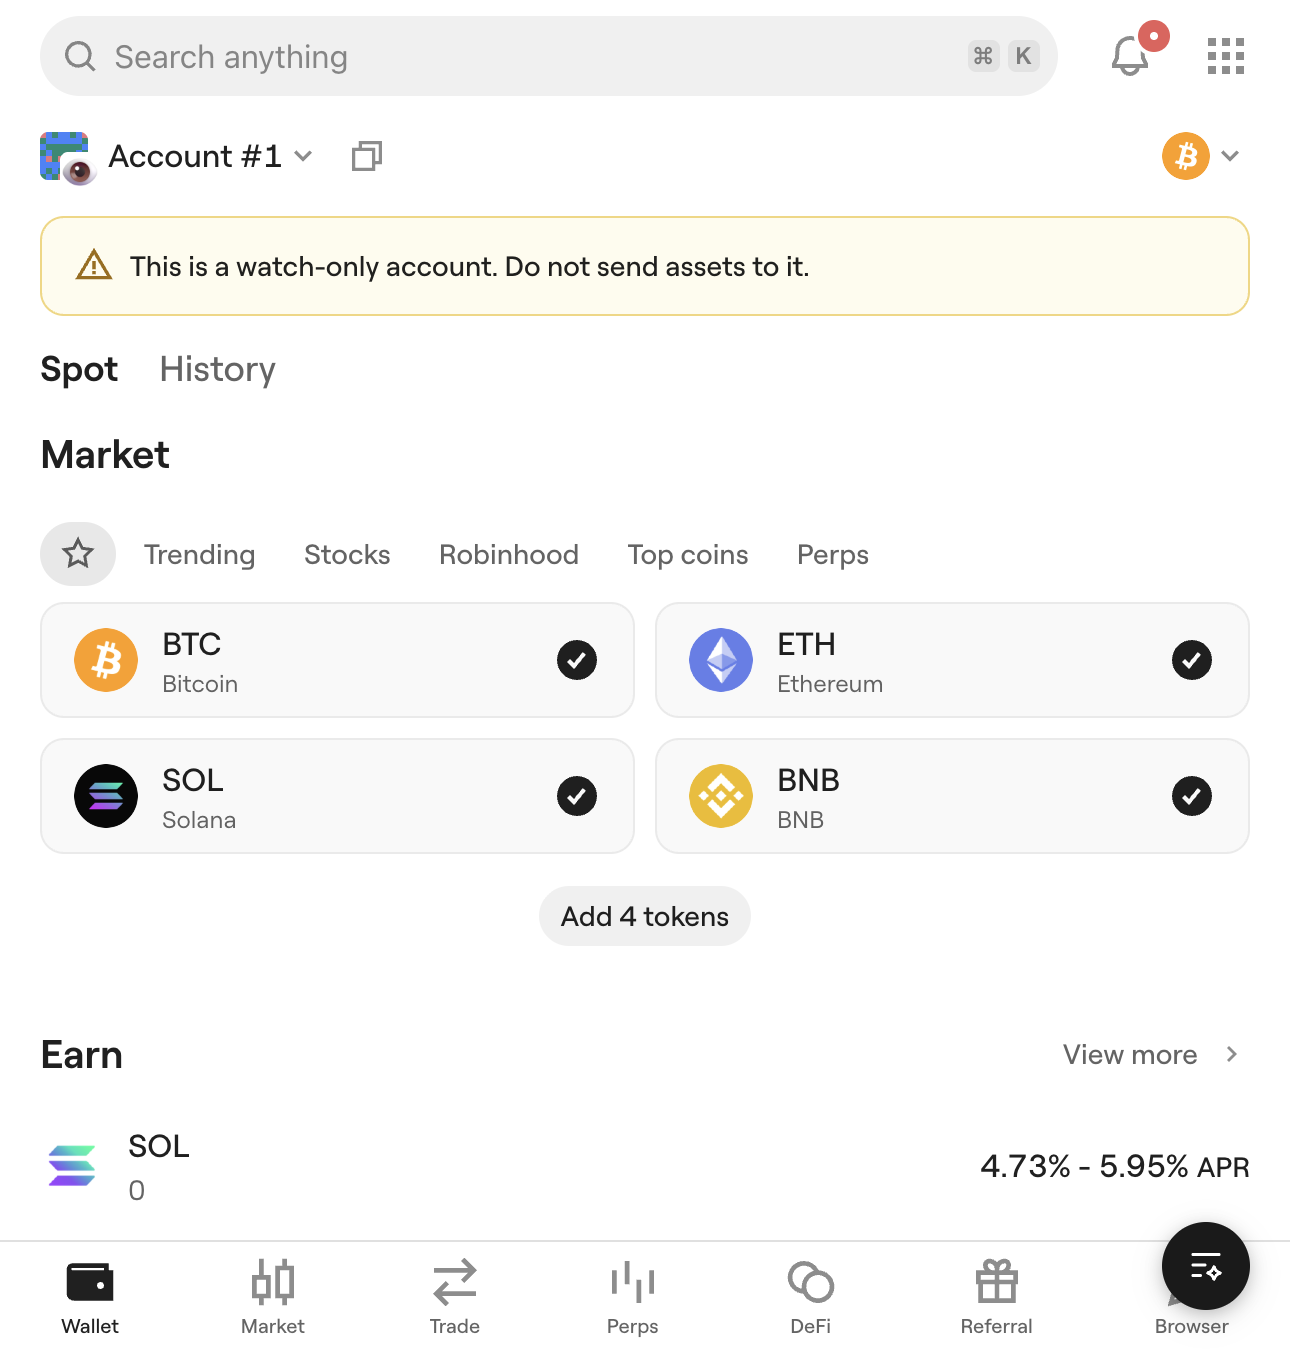 Search anything ⌘ K
Account #1
This is a watch-only account. Do not send assets to it.
Spot History
Market
Trending Stocks Robinhood Top coins Perps
BTC
Bitcoin
ETH
Ethereum
SOL
Solana
BNB
BNB
Add 4 tokens
Earn View more
SOL
0
4.73% - 5.95% APR
Wallet Market Trade Perps DeFi Referral Browser